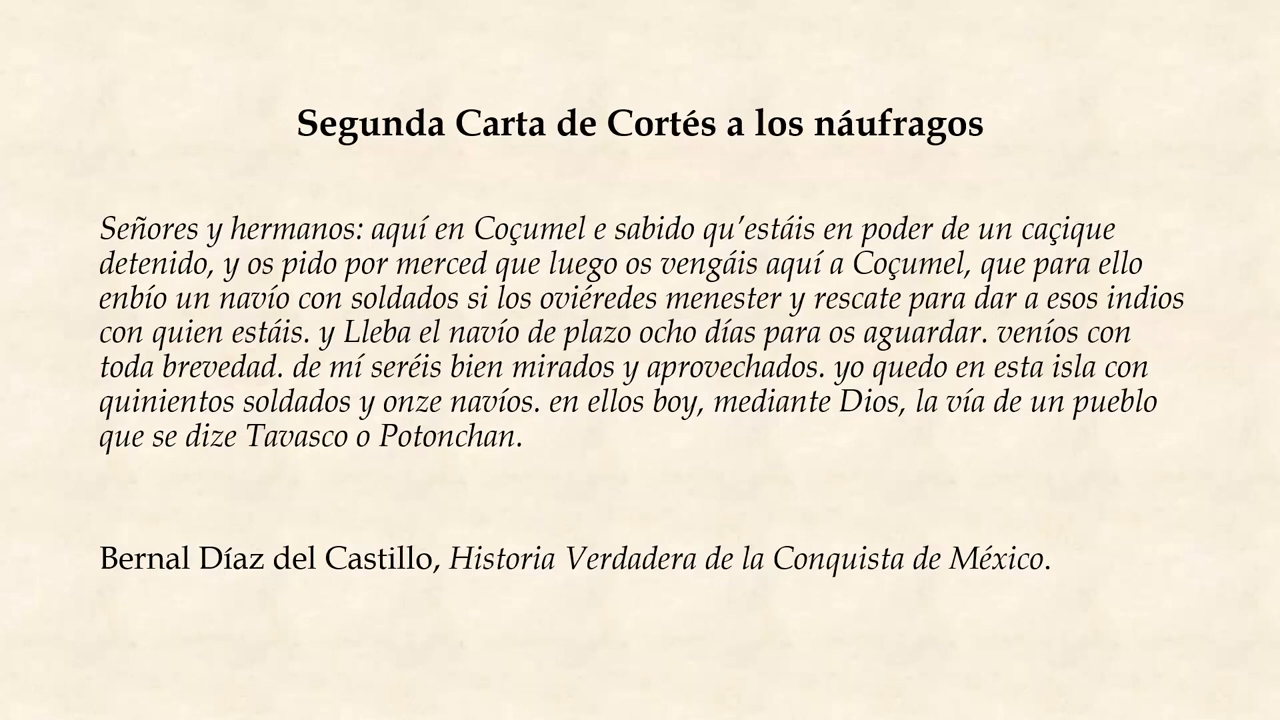 Segunda Carta de Cortés a los náufragos
Señores y hermanos: aquí en Coçumel e sabido qu’estáis en poder de un caçique
detenido, y os pido por merced que luego os vengáis aquí a Coçumel, que para ello
enbío un navío con soldados si los oviéredes menester y rescate para dar a esos indios
con quien estáis. y Lleba el navío de plazo ocho días para os aguardar. veníos con
toda brevedad. de mí seréis bien mirados y aprovechados. yo quedo en esta isla con
quinientos soldados y onze navíos. en ellos boy, mediante Dios, la vía de un pueblo
que se dize Tavasco o Potonchan.
Bernal Díaz del Castillo, Historia Verdadera de la Conquista de México.